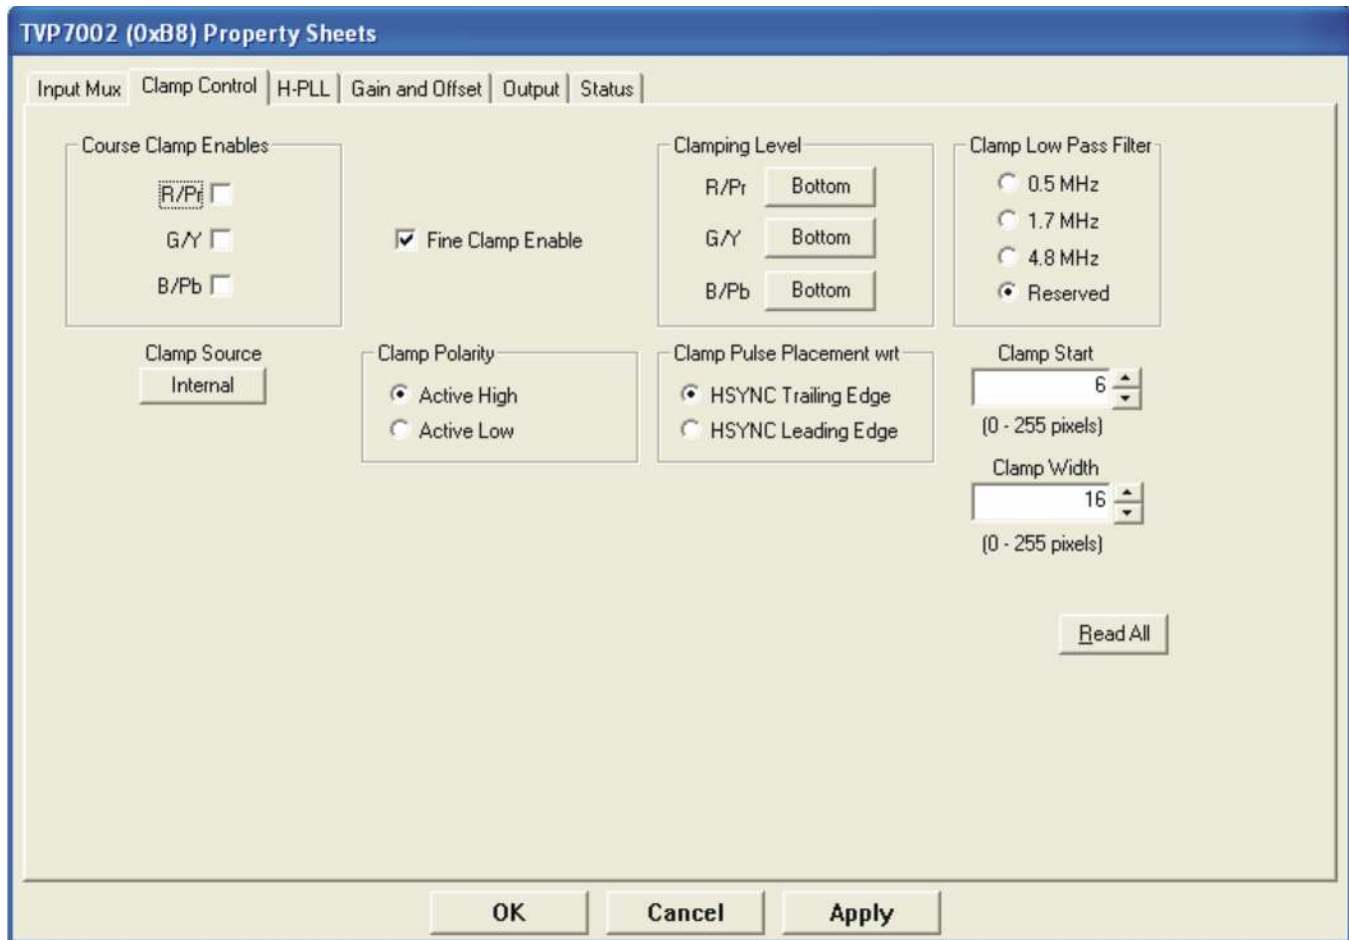 TVP7002 (0xB8) Property Sheets
Input Mux Clamp Control H-PLL Gain and Offset Output Status
Course Clamp Enables
R/Pr
G/Y
B/Pb
Fine Clamp Enable
Clamping Level
R/Pr Bottom
G/Y Bottom
B/Pb Bottom
Clamp Low Pass Filter
0.5 MHz
1.7 MHz
4.8 MHz
Reserved
Clamp Source
Internal
Clamp Polarity
Active High
Active Low
Clamp Pulse Placement wrt
HSYNC Trailing Edge
HSYNC Leading Edge
Clamp Start
6
(0 - 255 pixels)
Clamp Width
16
(0 - 255 pixels)
Read All
OK Cancel Apply